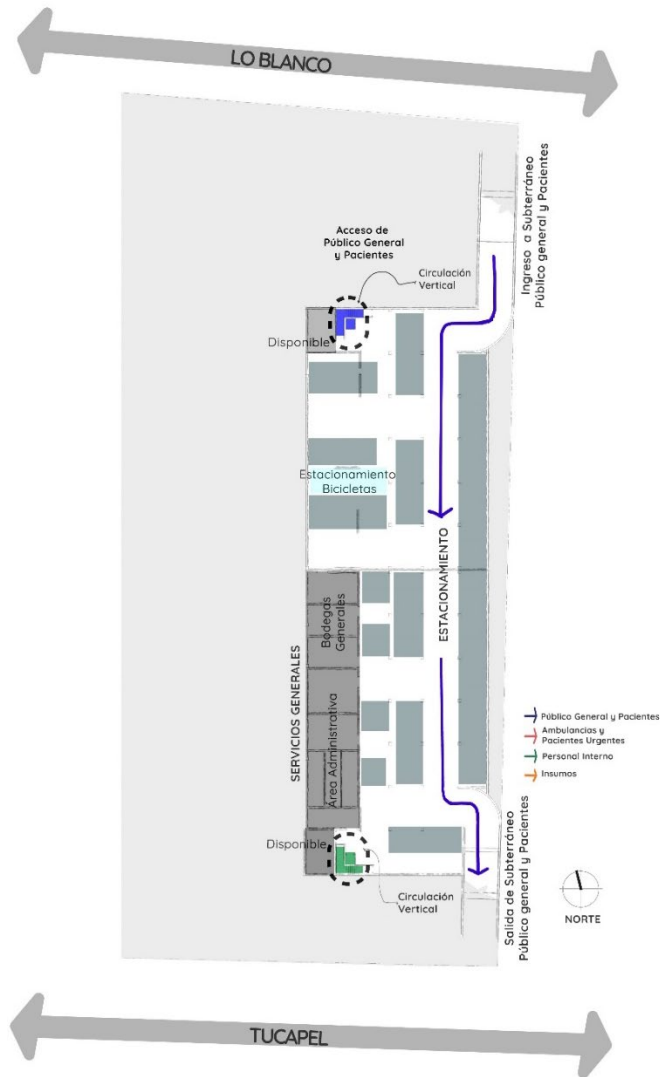 LO BLANCO
Acceso de
Público General
y Pacientes
Circulación
Vertical
Ingreso a Subterráneo
Público general y Pacientes
Disponible
Estacionamiento
Bicicletas
ESTACIONAMIENTO
Bodegas
Generales
SERVICIOS GENERALES
Área Administrativa
Público General y Pacientes
Ambulancias y
Pacientes Urgentes
Personal Interno
Insumos
Disponible
Circulación
Vertical
Salida de Subterráneo
Público general y Pacientes
NORTE
TUCAPEL